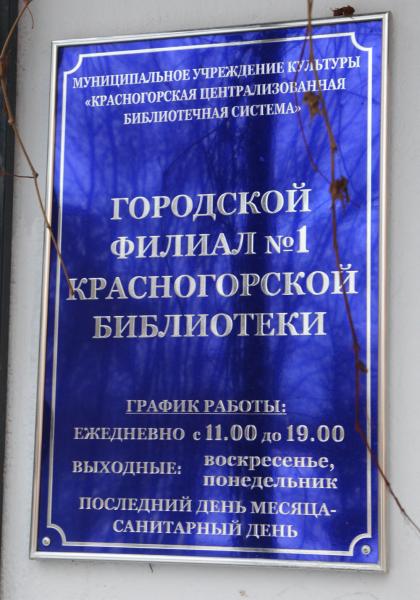 МУНИЦИПАЛЬНОЕ УЧРЕЖДЕНИЕ КУЛЬТУРЫ
«КРАСНОГОРСКАЯ ЦЕНТРАЛИЗОВАННАЯ
БИБЛИОТЕЧНАЯ СИСТЕМА»
ГОРОДСКОЙ
ФИЛИАЛ №1
КРАСНОГОРСКОЙ
БИБЛИОТЕКИ
ГРАФИК РАБОТЫ:
ЕЖЕДНЕВНО с 11.00 до 19.00
ВЫХОДНЫЕ: воскресенье,
понедельник
ПОСЛЕДНИЙ ДЕНЬ МЕСЯЦА-
САНИТАРНЫЙ ДЕНЬ